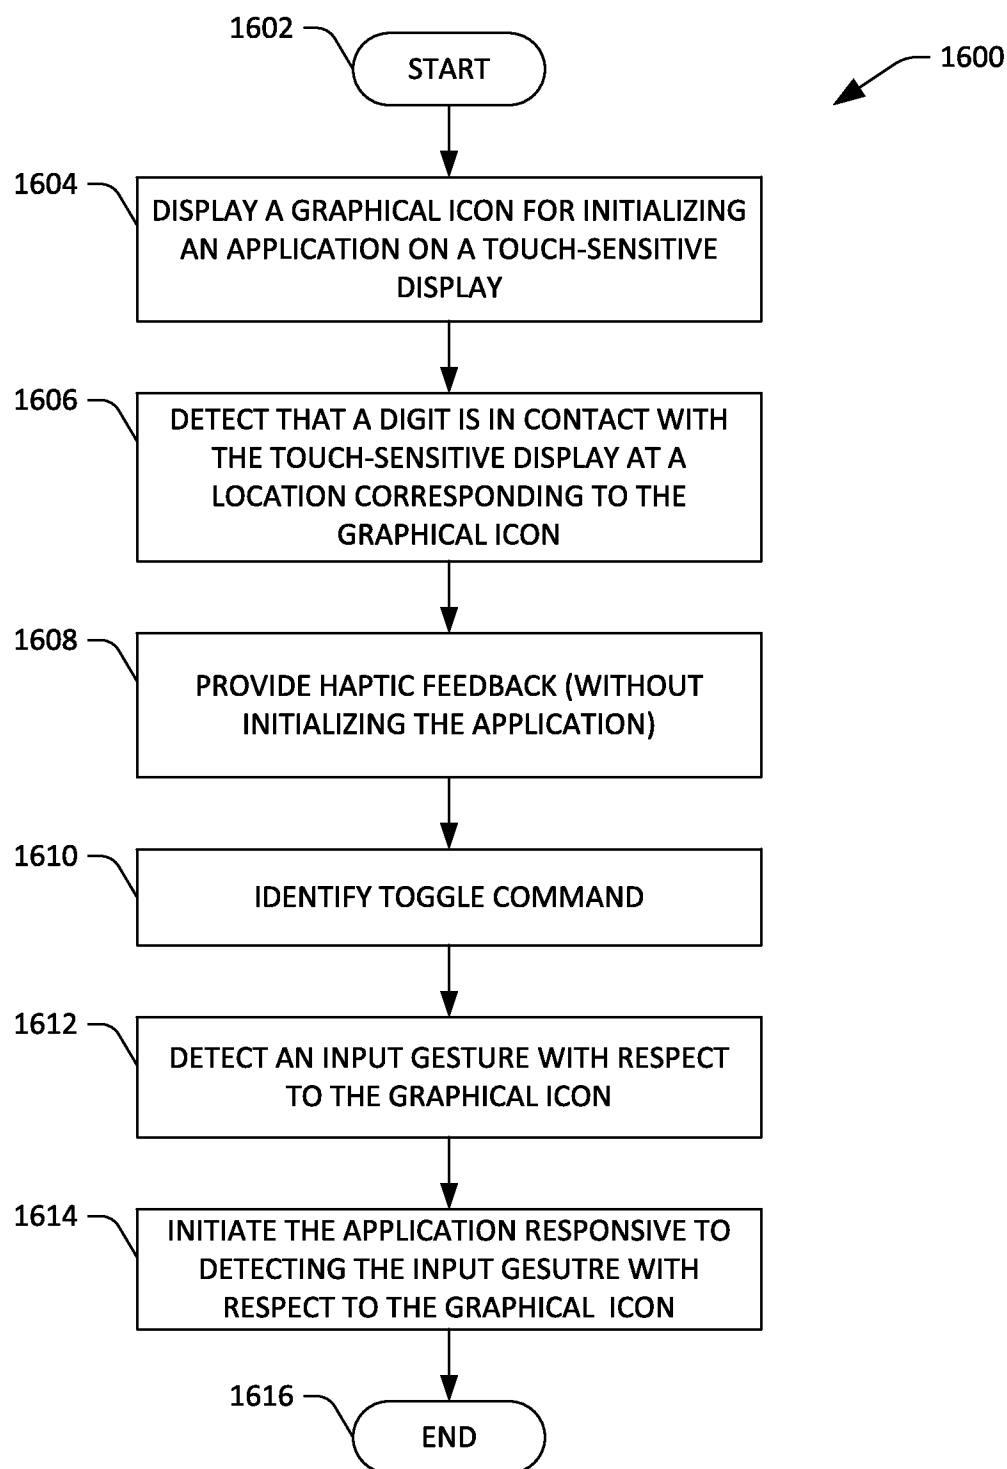 1602
START
1600
1604
DISPLAY A GRAPHICAL ICON FOR INITIALIZING
AN APPLICATION ON A TOUCH-SENSITIVE
DISPLAY
1606
DETECT THAT A DIGIT IS IN CONTACT WITH
THE TOUCH-SENSITIVE DISPLAY AT A
LOCATION CORRESPONDING TO THE
GRAPHICAL ICON
1608
PROVIDE HAPTIC FEEDBACK (WITHOUT
INITIALIZING THE APPLICATION)
1610
IDENTIFY TOGGLE COMMAND
1612
DETECT AN INPUT GESTURE WITH RESPECT
TO THE GRAPHICAL ICON
1614
INITIATE THE APPLICATION RESPONSIVE TO
DETECTING THE INPUT GESUTRE WITH
RESPECT TO THE GRAPHICAL ICON
1616
END